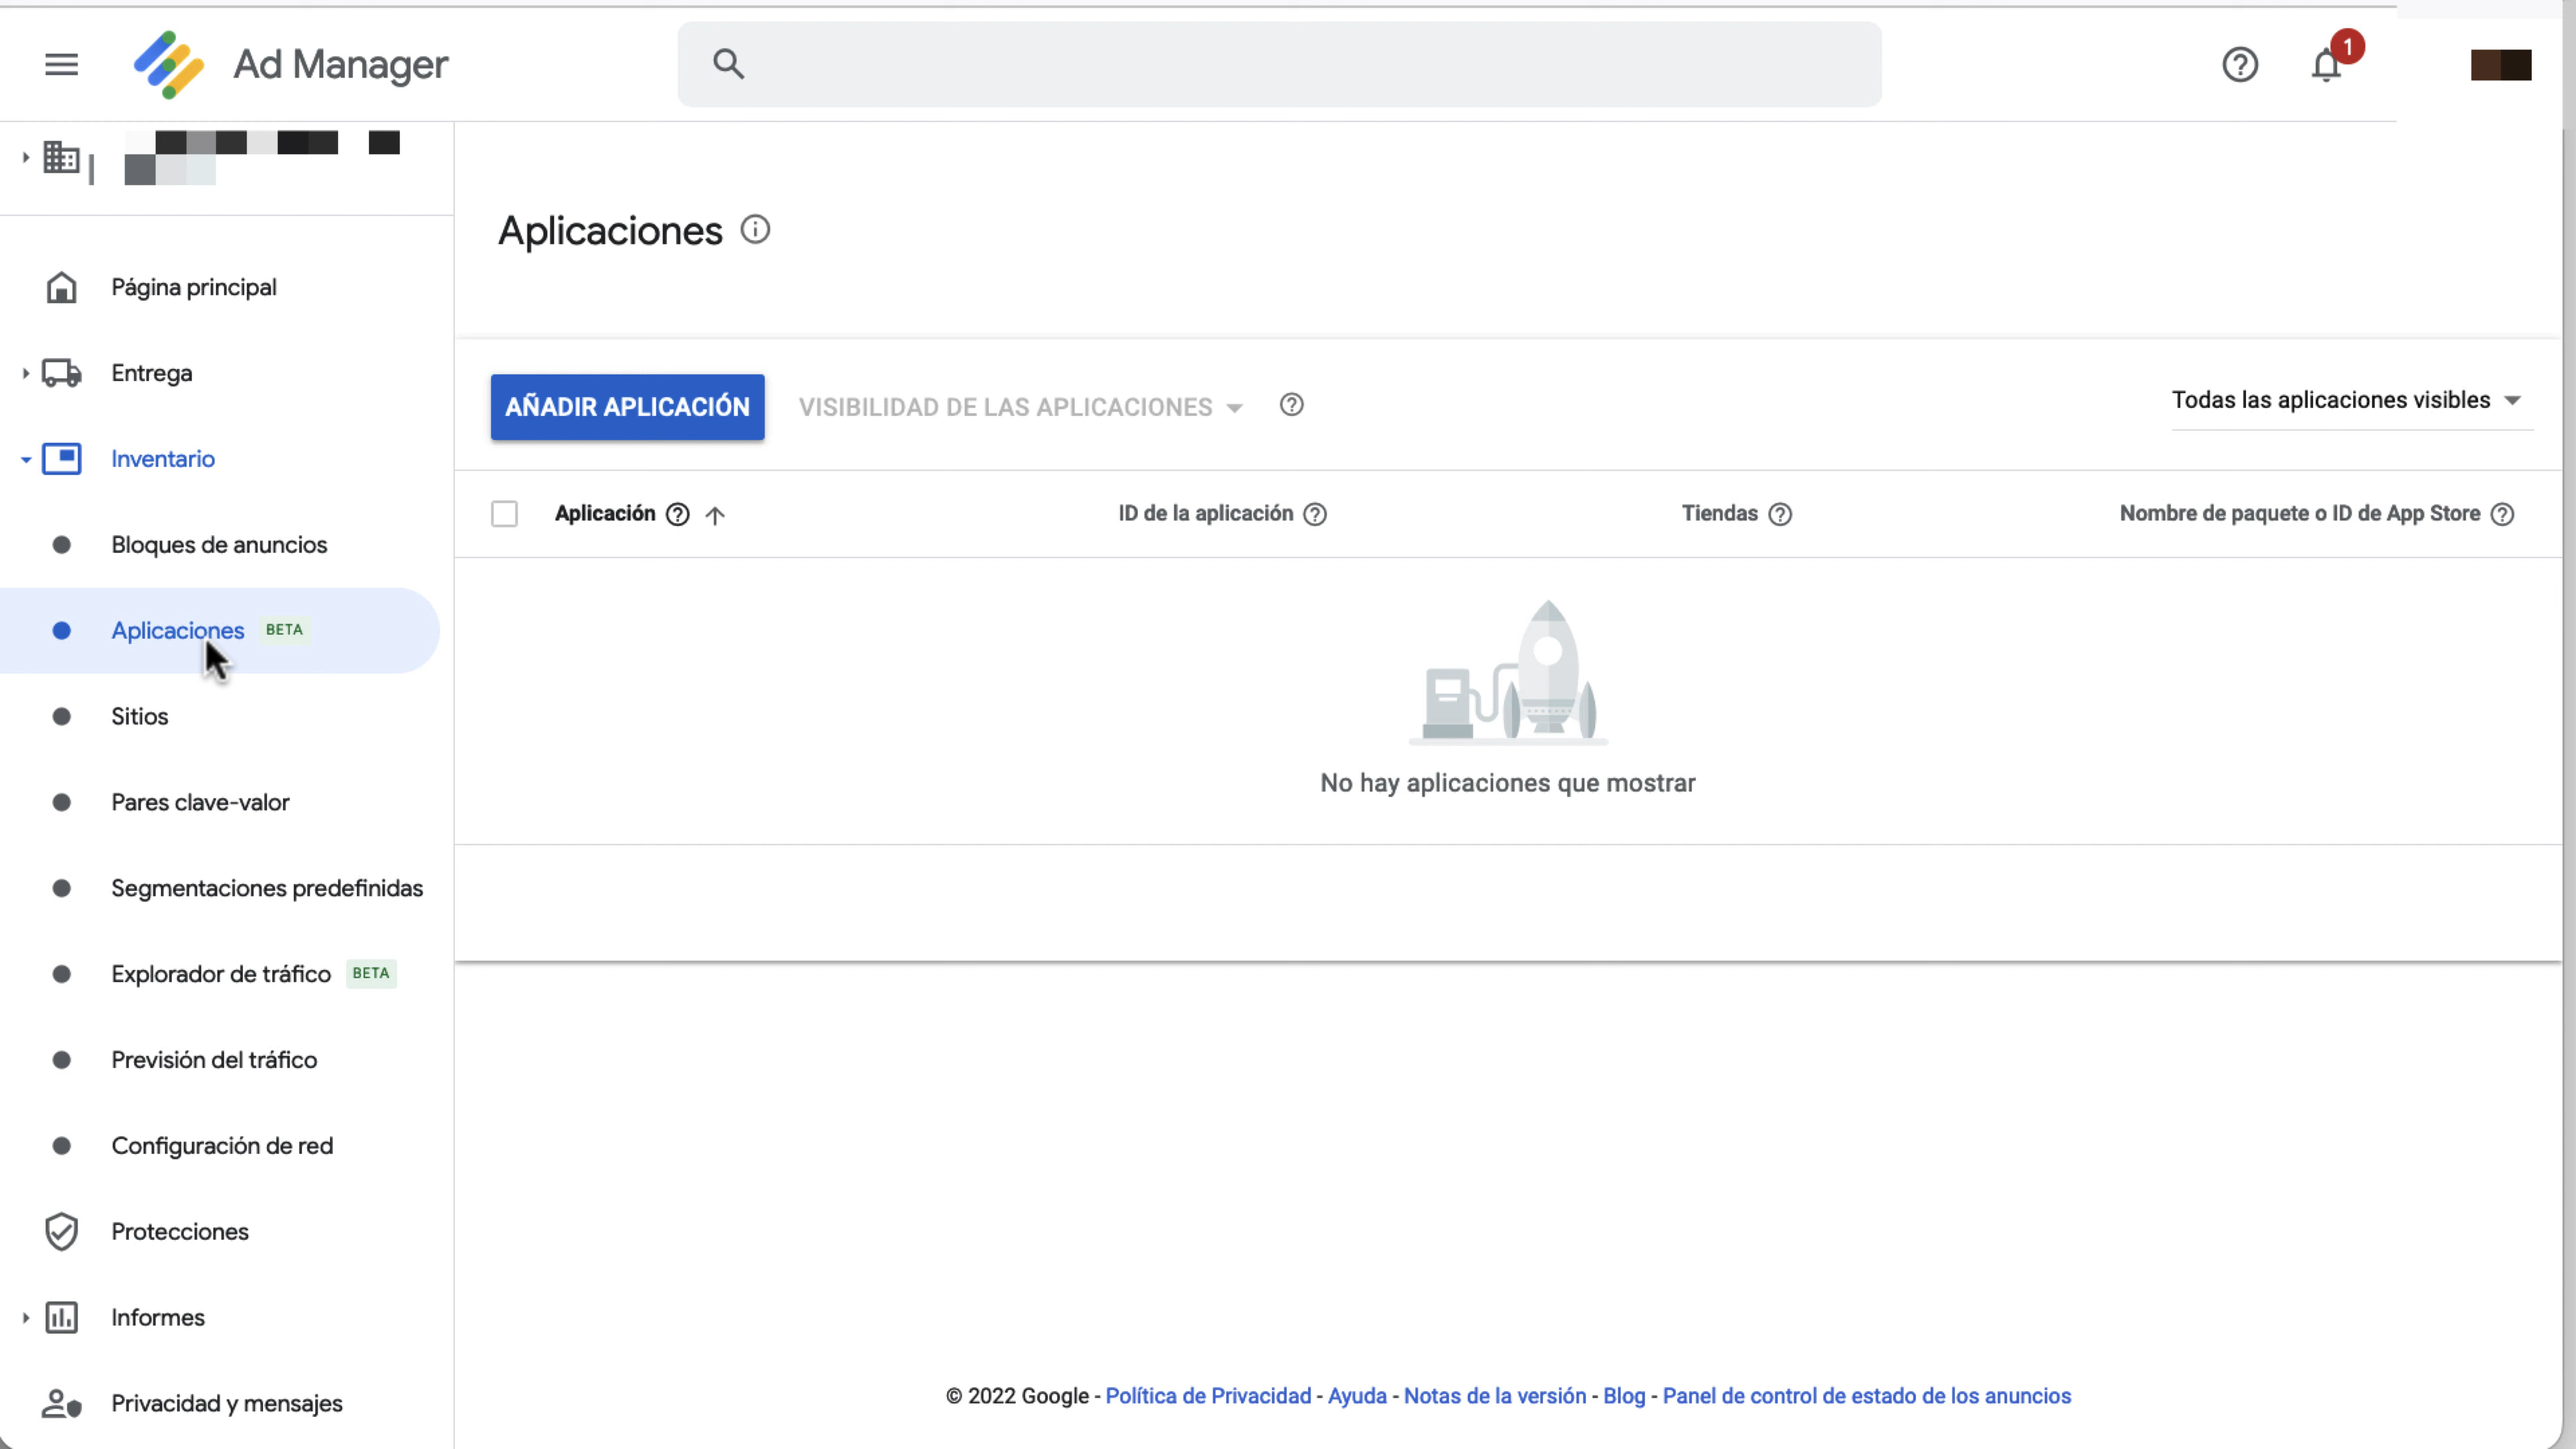 Ad Manager
1
Página principal
Entrega
Inventario
Bloques de anuncios
Aplicaciones BETA
Sitios
Pares clave-valor
Segmentaciones predefinidas
Explorador de tráfico BETA
Previsión del tráfico
Configuración de red
Protecciones
Informes
Privacidad y mensajes
Aplicaciones
AÑADIR APLICACIÓN VISIBILIDAD DE LAS APLICACIONES Todas las aplicaciones visibles
Aplicación ID de la aplicación Tiendas Nombre de paquete o ID de App Store
No hay aplicaciones que mostrar
© 2022 Google - Política de Privacidad - Ayuda - Notas de la versión - Blog - Panel de control de estado de los anuncios